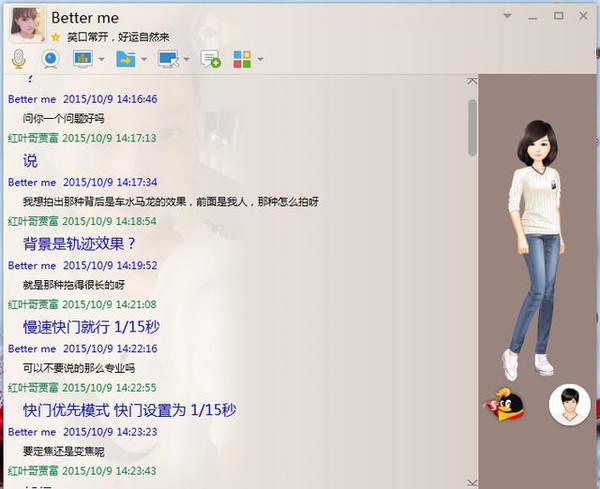 Better me
笑口常开，好运自然来
？
Better me 2015/10/9 14:16:46
问你一个问题好吗
红叶哥贾富 2015/10/9 14:17:13
说
Better me 2015/10/9 14:17:34
我想拍出那种背后是车水马龙的效果，前面是我人，那种怎么拍呀
红叶哥贾富 2015/10/9 14:18:54
背景是轨迹效果？
Better me 2015/10/9 14:19:52
就是那种拖得很长的呀
红叶哥贾富 2015/10/9 14:21:08
慢速快门就行 1/15秒
Better me 2015/10/9 14:22:16
可以不要说的那么专业吗
红叶哥贾富 2015/10/9 14:22:55
快门优先模式 快门设置为 1/15秒
Better me 2015/10/9 14:23:23
要定焦还是变焦呢
红叶哥贾富 2015/10/9 14:23:43